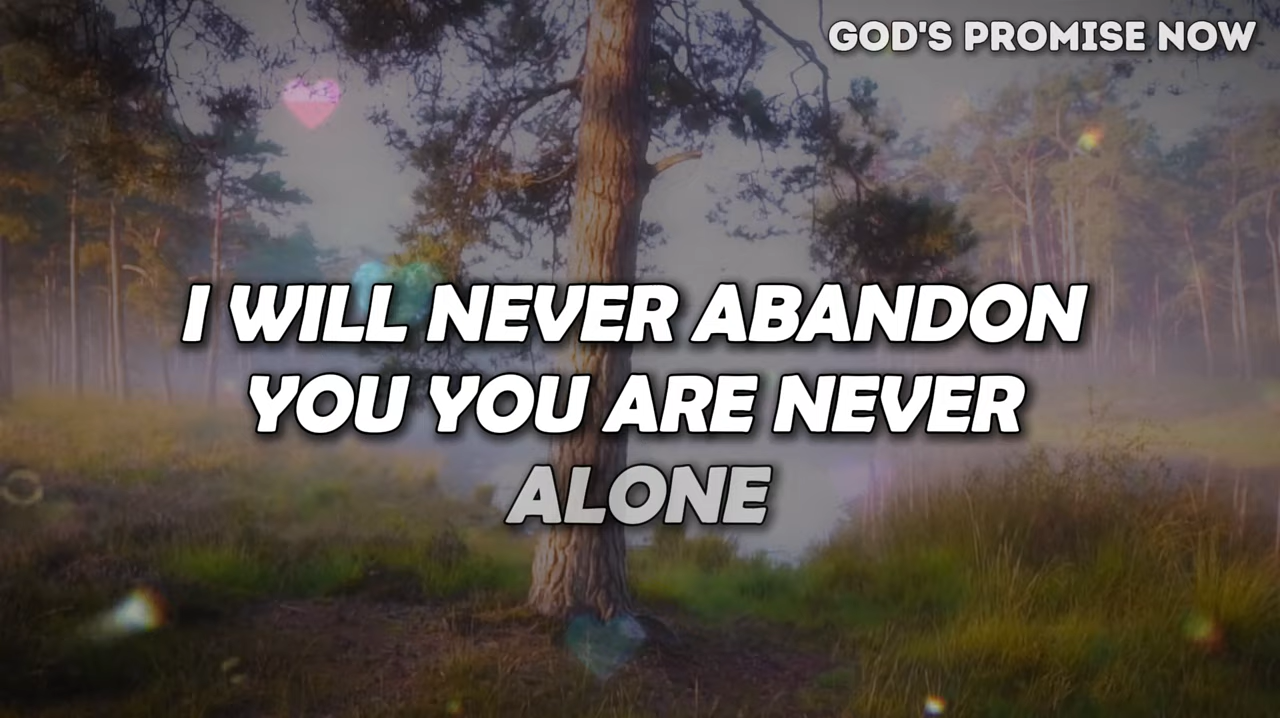 GOD'S PROMISE NOW
I WILL NEVER ABANDON
YOU YOU ARE NEVER
ALONE